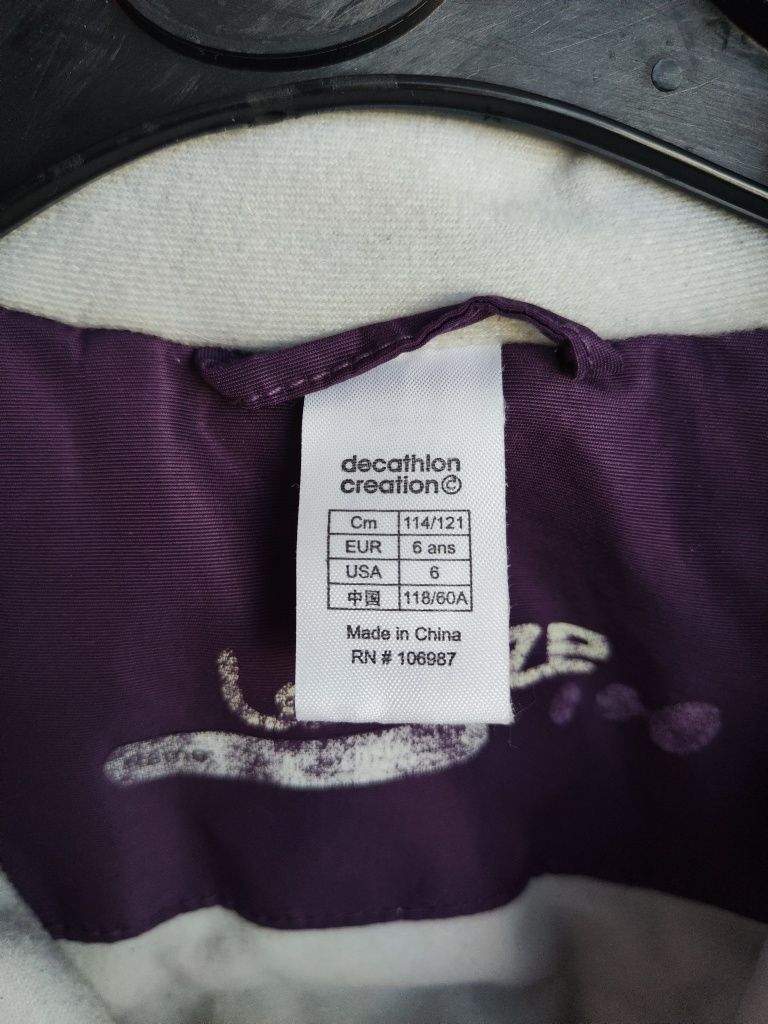 decathlon
creation
Cm 114/121
EUR 6 ans
USA 6
中国 118/60A
Made in China
RN # 106987